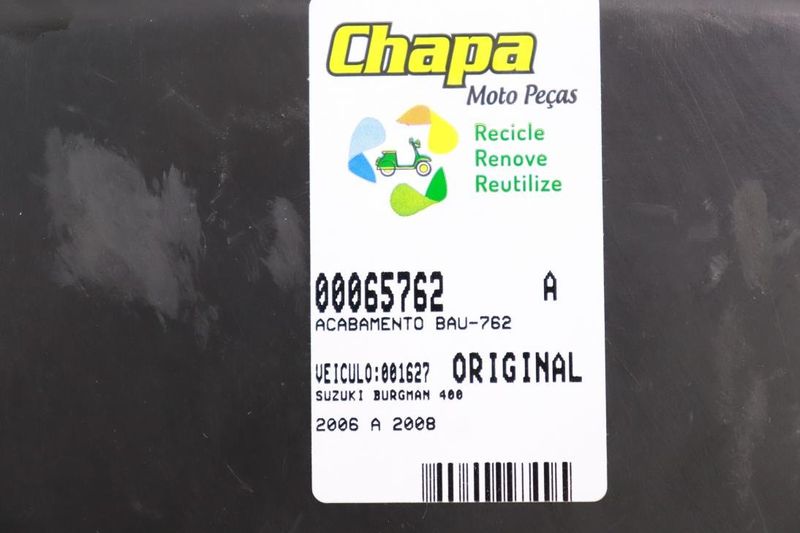 Chapa
Moto Peças
Recicle
Renove
Reutilize
00065762 A
ACABAMENTO BAU-762
VEICULO:001627 ORIGINAL
SUZUKI BURGMAN 400
2006 A 2008